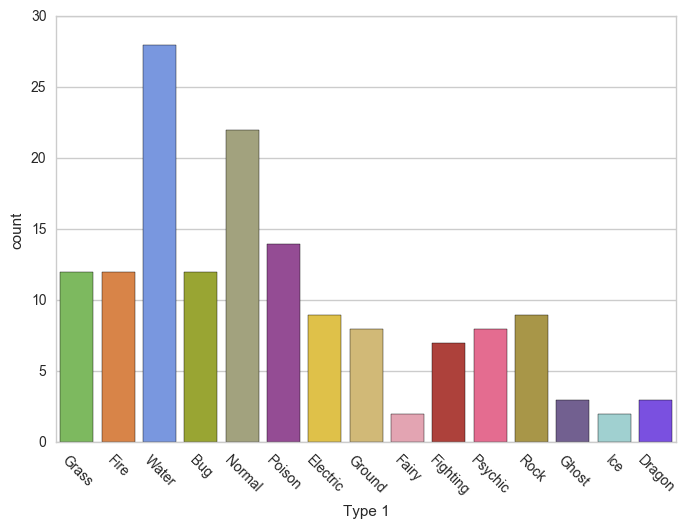 30
25
20
15
10
5
0
count
Grass
Fire
Water
Bug
Normal
Poison
Electric
Ground
Fairy
Fighting
Psychic
Rock
Ghost
Ice
Dragon
Type 1